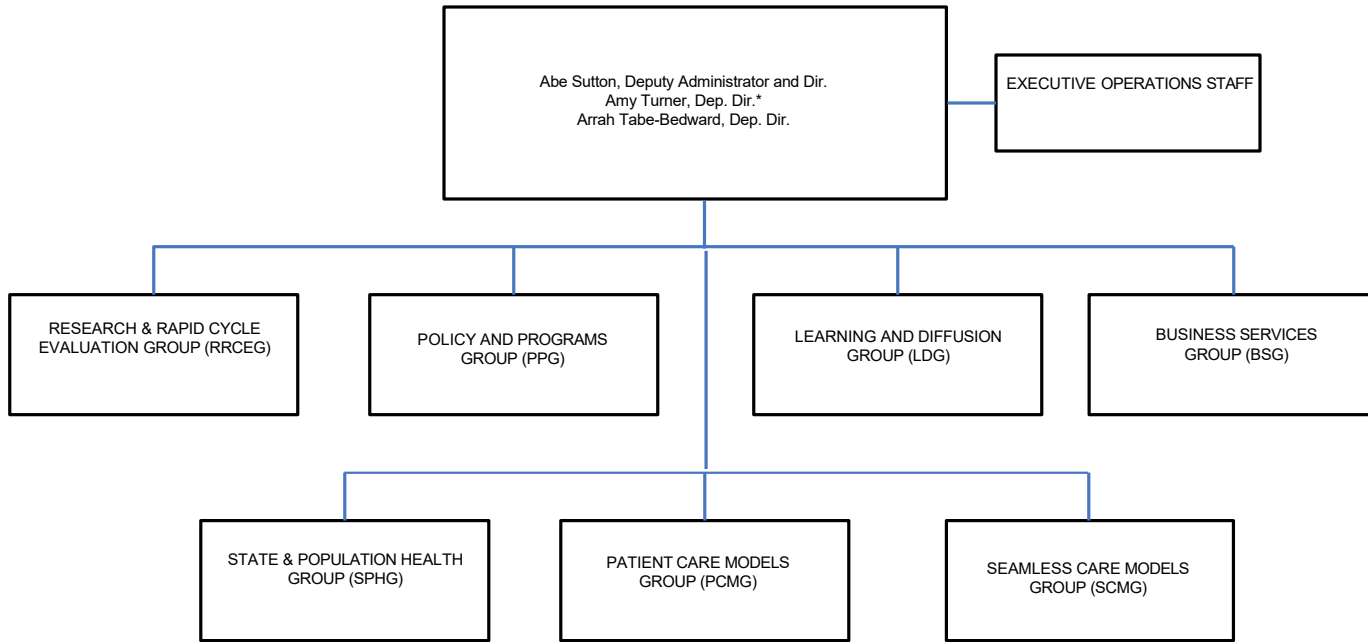 Abe Sutton, Deputy Administrator and Dir.
Amy Turner, Dep. Dir.*
Arrah Tabe-Bedward, Dep. Dir.
EXECUTIVE OPERATIONS STAFF
RESEARCH & RAPID CYCLE
EVALUATION GROUP (RRCEG)
POLICY AND PROGRAMS
GROUP (PPG)
LEARNING AND DIFFUSION
GROUP (LDG)
BUSINESS SERVICES
GROUP (BSG)
STATE & POPULATION HEALTH
GROUP (SPHG)
PATIENT CARE MODELS
GROUP (PCMG)
SEAMLESS CARE MODELS
GROUP (SCMG)